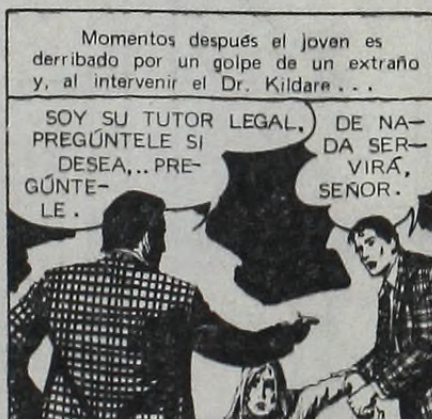 Momentos después el joven es
derribado por un golpe de un extraño
y, al intervenir el Dr. Kildare . . .
SOY SU TUTOR LEGAL.
PREGÚNTELE SI
DESEA,.. PRE-
GÚNTE-
LE.
DE NA-
DA SER-
VIRÁ,
SEÑOR.